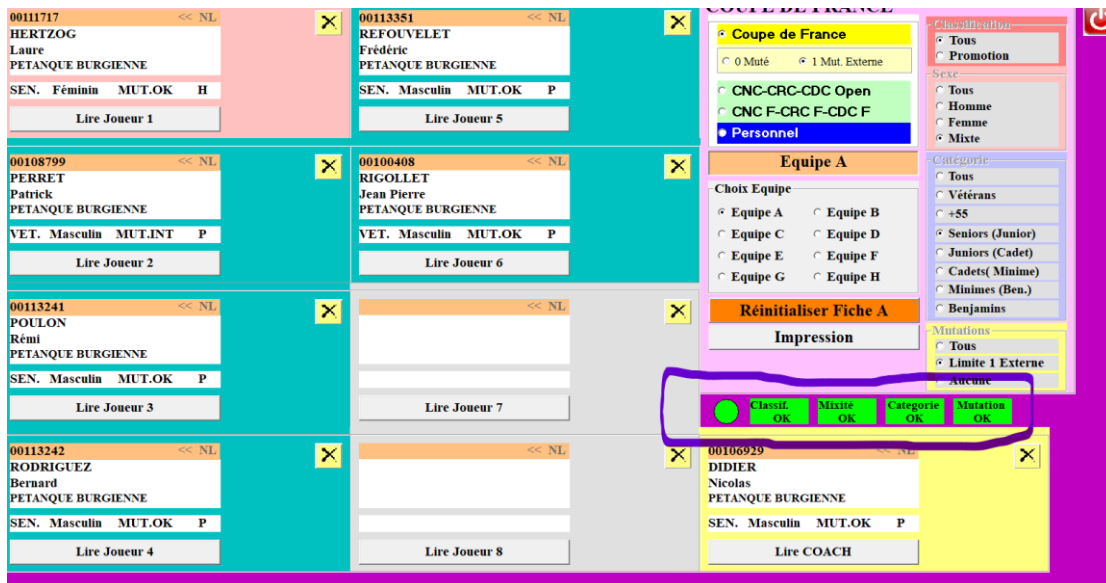 00111717 << NL
HERTZOG
Laure
PETANQUE BURGIENNE
SEN. Féminin MUT.OK H
Lire Joueur 1
00113351 << NL
REFOUVELET
Frédéric
PETANQUE BURGIENNE
SEN. Masculin MUT.OK P
Lire Joueur 5
00108799 << NL
PERRET
Patrick
PETANQUE BURGIENNE
VET. Masculin MUT.INT P
Lire Joueur 2
00100408 << NL
RIGOLLET
Jean Pierre
PETANQUE BURGIENNE
VET. Masculin MUT.OK P
Lire Joueur 6
00113241 << NL
POULON
Rémi
PETANQUE BURGIENNE
SEN. Masculin MUT.OK P
Lire Joueur 3
<< NL
Lire Joueur 7
00113242 << NL
RODRIGUEZ
Bernard
PETANQUE BURGIENNE
SEN. Masculin MUT.OK P
Lire Joueur 4
<< NL
Lire Joueur 8
COUPE DE FRANCE
Coupe de France
0 Muté 1 Mut. Externe
CNC-CRC-CDC Open
CNC F-CRC F-CDC F
Personnel
Equipe A
Choix Equipe
Equipe A Equipe B
Equipe C Equipe D
Equipe E Equipe F
Equipe G Equipe H
Réinitialiser Fiche A
Impression
Classification
Tous
Promotion
Sexe
Tous
Homme
Femme
Mixte
Catégorie
Tous
Vétérans
+55
Seniors (Junior)
Juniors (Cadet)
Cadets( Minime)
Minimes (Ben.)
Benjamins
Mutations
Tous
Limite 1 Externe
Aucune
Classif. OK
Mixité OK
Categorie OK
Mutation OK
00106929 << NL
DIDIER
Nicolas
PETANQUE BURGIENNE
SEN. Masculin MUT.OK P
Lire COACH